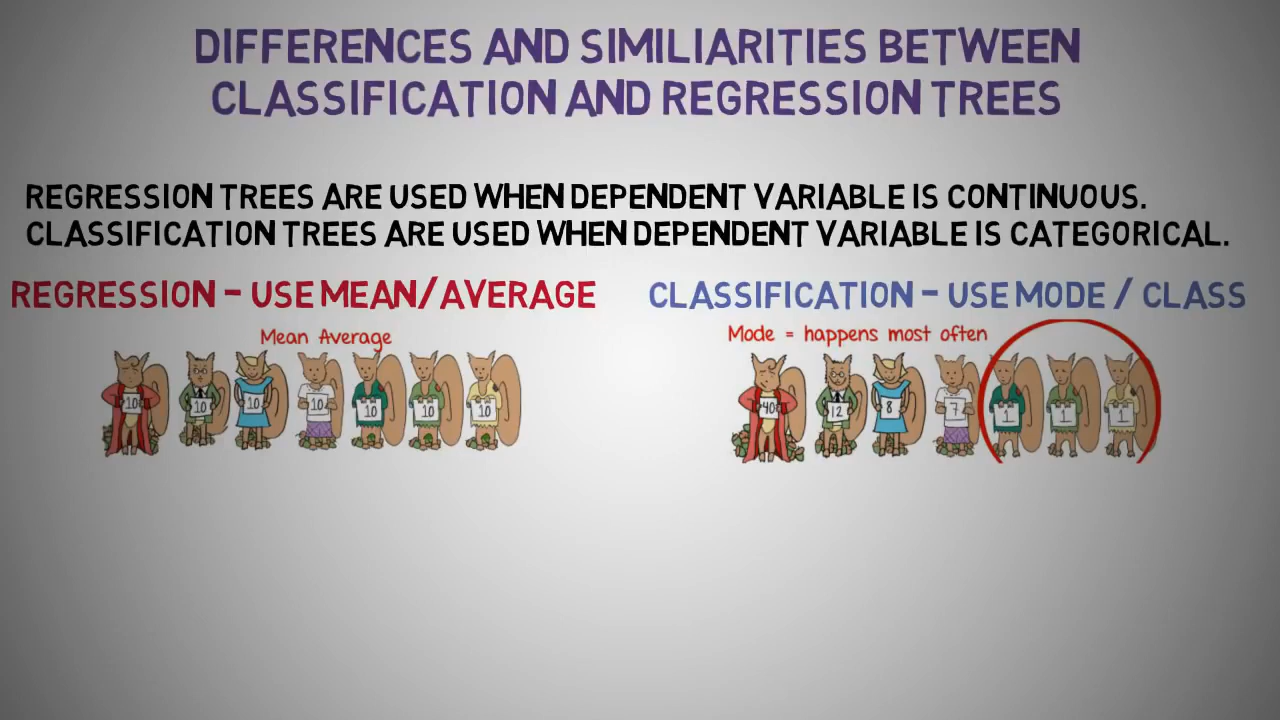 DIFFERENCES AND SIMILIARITIES BETWEEN
CLASSIFICATION AND REGRESSION TREES
REGRESSION TREES ARE USED WHEN DEPENDENT VARIABLE IS CONTINUOUS.
CLASSIFICATION TREES ARE USED WHEN DEPENDENT VARIABLE IS CATEGORICAL.
REGRESSION - USE MEAN/AVERAGE
CLASSIFICATION - USE MODE / CLASS
Mean Average
10 10 10 10 10 10 10
Mode = happens most often
40 12 8 7 1 1 1